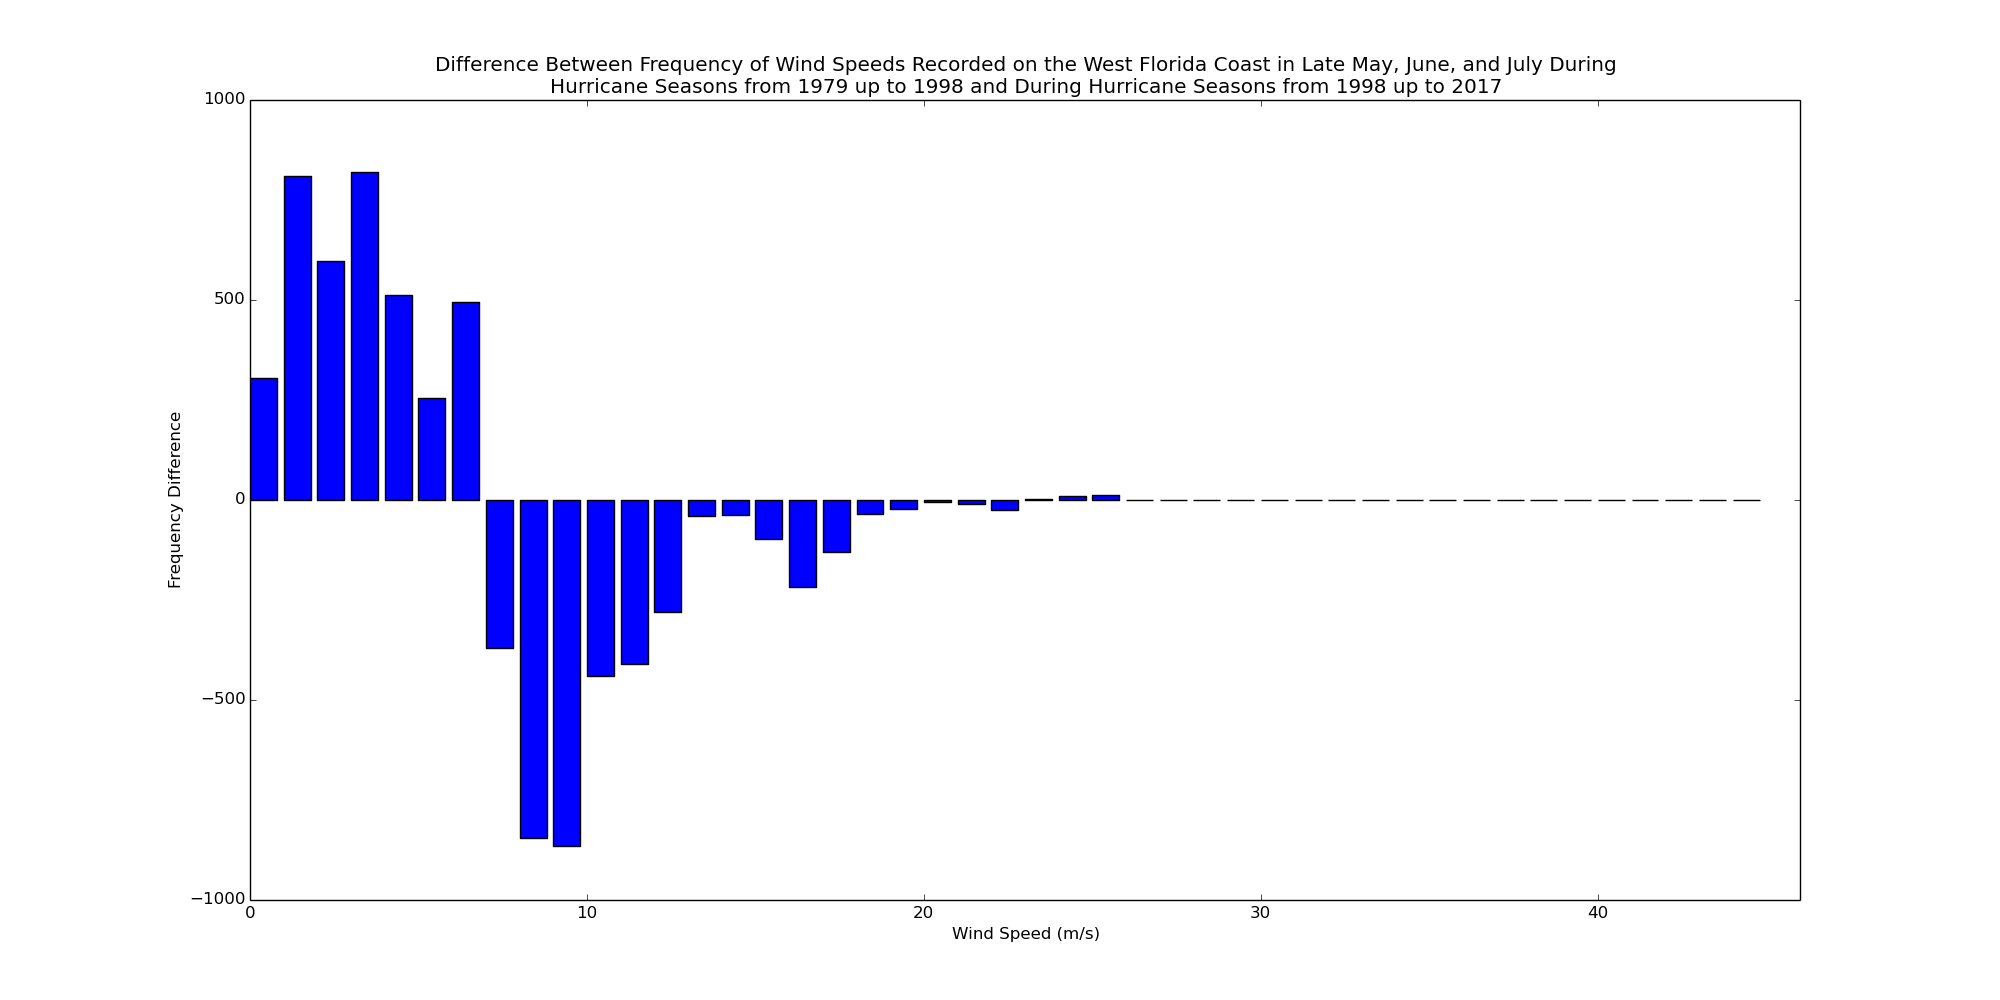 Difference Between Frequency of Wind Speeds Recorded on the West Florida Coast in Late May, June, and July During
Hurricane Seasons from 1979 up to 1998 and During Hurricane Seasons from 1998 up to 2017
1000
500
0
−500
−1000
Frequency Difference
0 10 20 30 40
Wind Speed (m/s)